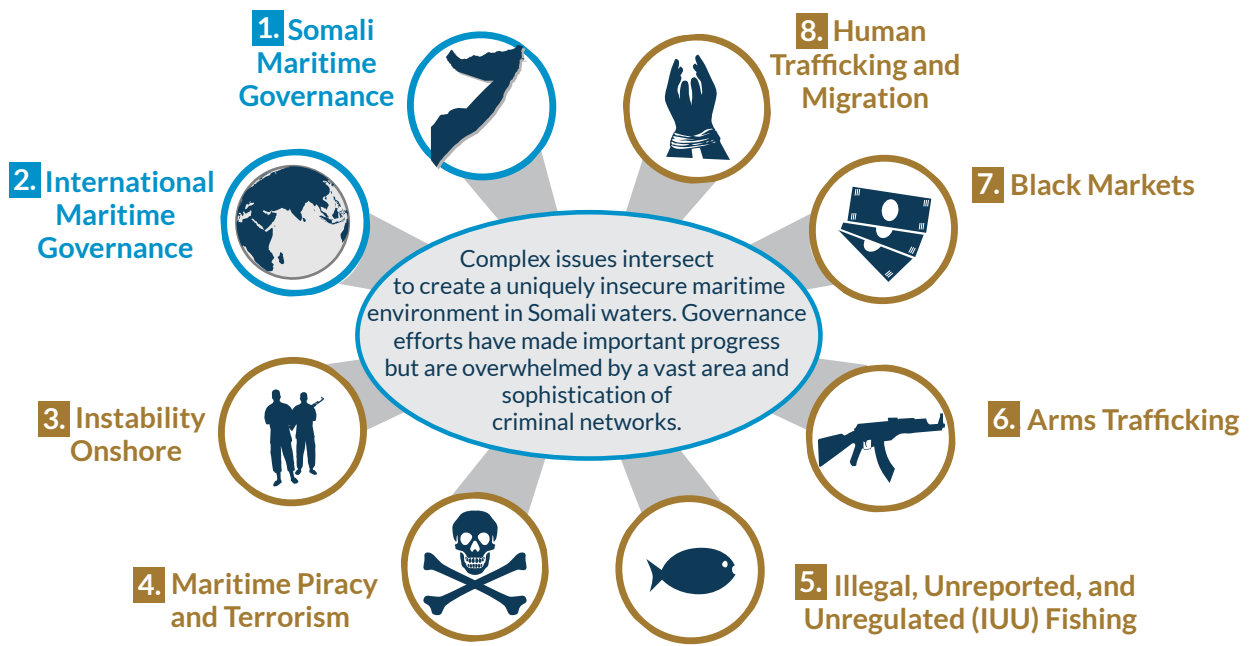 1. Somali
Maritime
Governance
2. International
Maritime
Governance
3. Instability
Onshore
4. Maritime Piracy
and Terrorism
5. Illegal, Unreported, and
Unregulated (IUU) Fishing
6. Arms Trafficking
7. Black Markets
8. Human
Trafficking and
Migration
Complex issues intersect
to create a uniquely insecure maritime
environment in Somali waters. Governance
efforts have made important progress
but are overwhelmed by a vast area and
sophistication of
criminal networks.